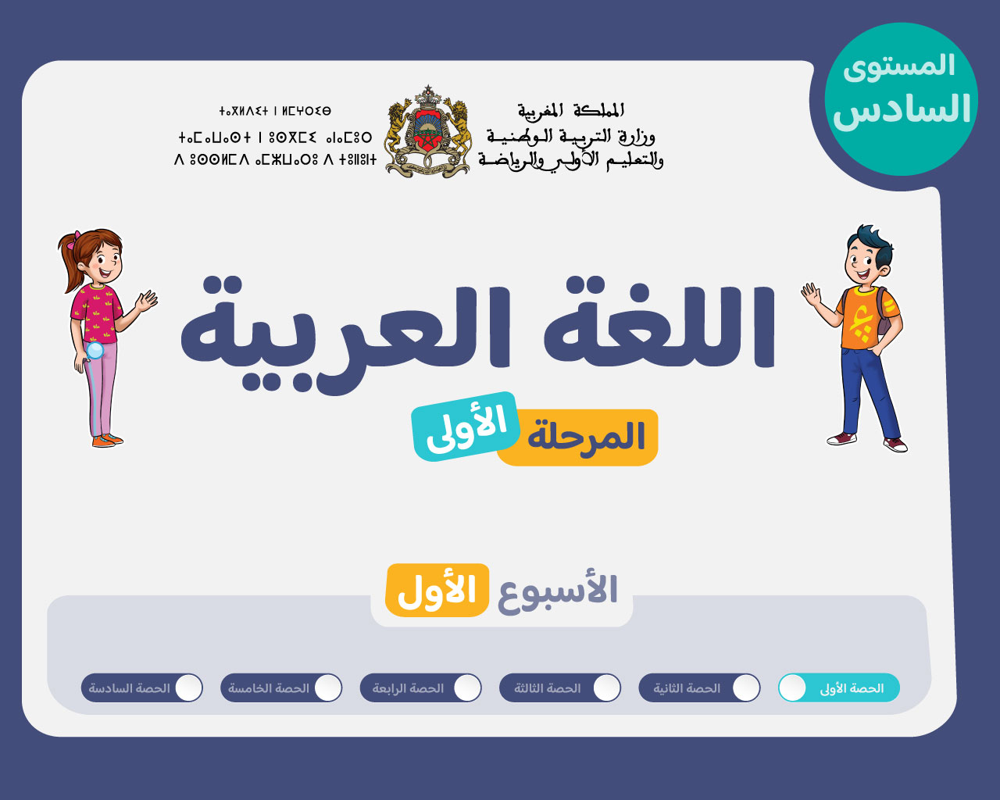 المستوى
السادس
المملكة المغربية
وزارة التربية الوطنية
والتعليم الأولي والرياضة
ⵜⴰⴳⵍⴷⵉⵜ ⵏ ⵍⵎⵖⵔⵉⴱ
ⵜⴰⵎⴰⵡⴰⵙⵜ ⵏ ⵓⵙⴳⵎⵉ ⴰⵏⴰⵎⵓⵔ
ⴷ ⵓⵙⵙⵍⵎⴷ ⴰⵎⵣⵡⴰⵔⵓ ⴷ ⵜⵓⵏⵏⵓⵏⵜ
اللغة العربية
المرحلة الأولى
الأسبوع الأول
الحصة الأولى
الحصة الثانية
الحصة الثالثة
الحصة الرابعة
الحصة الخامسة
الحصة السادسة